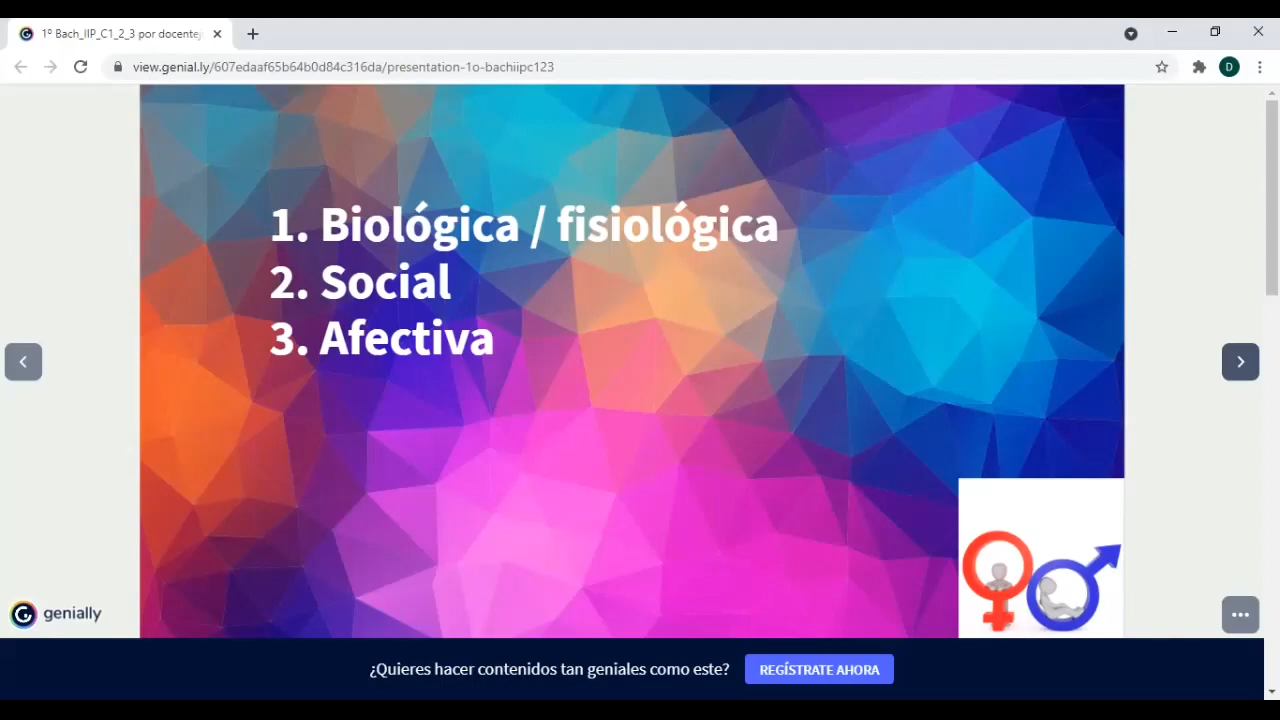 1º Bach_IIP_C1_2_3 por docentej
view.genial.ly/607edaaf65b64b0d84c316da/presentation-1o-bachiipc123
D
1. Biológica / fisiológica
2. Social
3. Afectiva
genially
¿Quieres hacer contenidos tan geniales como este?
REGÍSTRATE AHORA